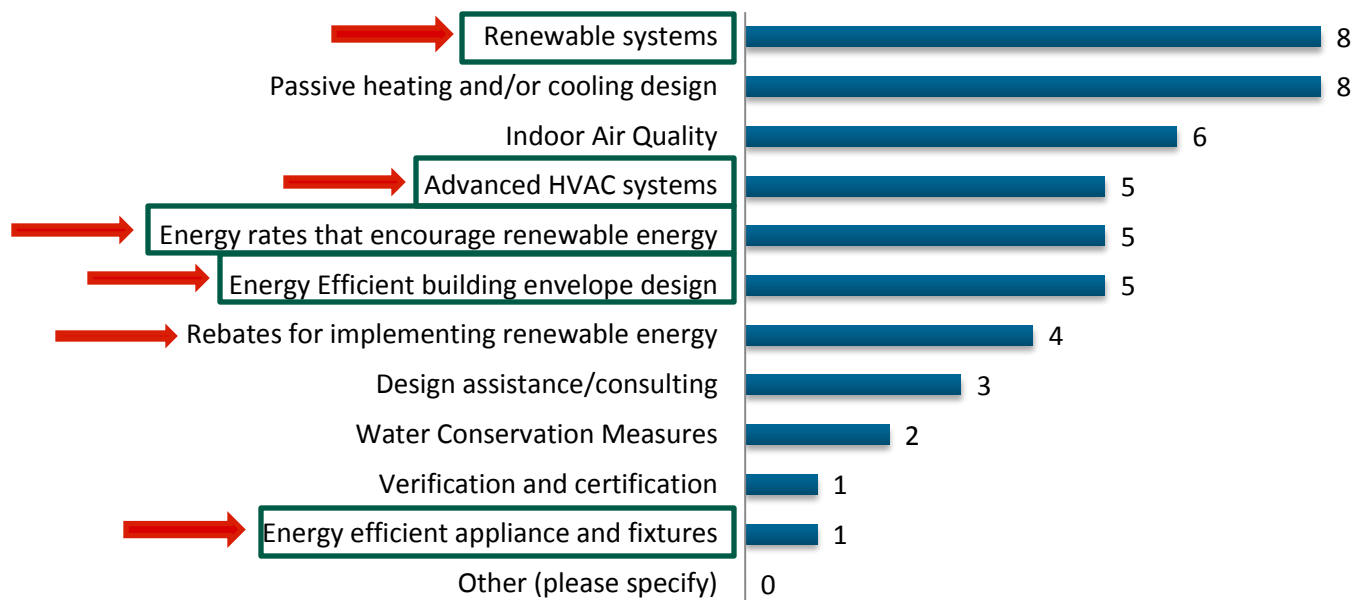 Renewable systems 8
Passive heating and/or cooling design 8
Indoor Air Quality 6
Advanced HVAC systems 5
Energy rates that encourage renewable energy 5
Energy Efficient building envelope design 5
Rebates for implementing renewable energy 4
Design assistance/consulting 3
Water Conservation Measures 2
Verification and certification 1
Energy efficient appliance and fixtures 1
Other (please specify) 0